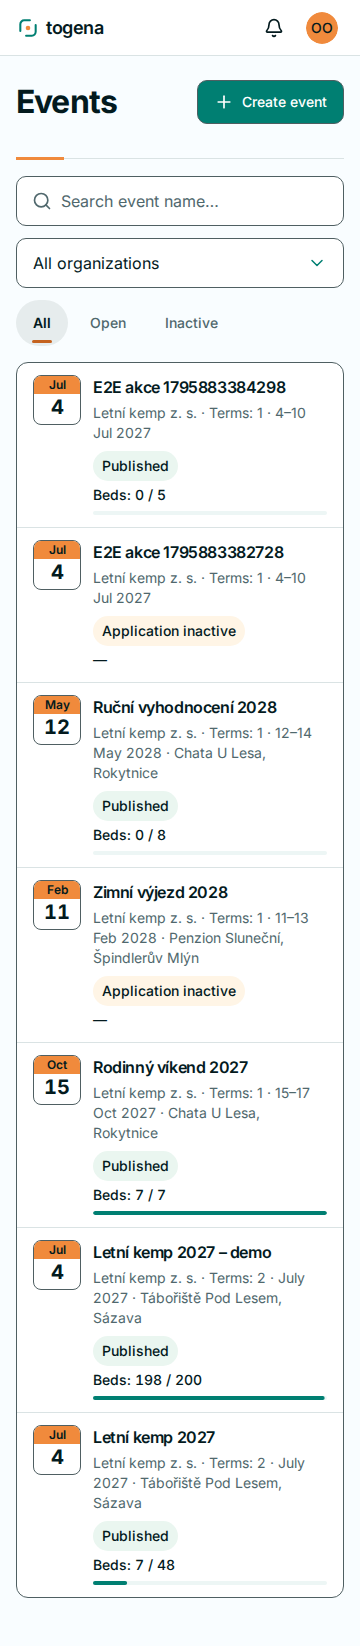 togena
OO
Events
Create event
Search event name...
All organizations
All
Open
Inactive
Jul
4
E2E akce 1795883384298
Letní kemp z. s. · Terms: 1 · 4–10
Jul 2027
Published
Beds: 0 / 5
Jul
4
E2E akce 1795883382728
Letní kemp z. s. · Terms: 1 · 4–10
Jul 2027
Application inactive
—
May
12
Ruční vyhodnocení 2028
Letní kemp z. s. · Terms: 1 · 12–14
May 2028 · Chata U Lesa,
Rokytnice
Published
Beds: 0 / 8
Feb
11
Zimní výjezd 2028
Letní kemp z. s. · Terms: 1 · 11–13
Feb 2028 · Penzion Sluneční,
Špindlerův Mlýn
Application inactive
—
Oct
15
Rodinný víkend 2027
Letní kemp z. s. · Terms: 1 · 15–17
Oct 2027 · Chata U Lesa,
Rokytnice
Published
Beds: 7 / 7
Jul
4
Letní kemp 2027 – demo
Letní kemp z. s. · Terms: 2 · July
2027 · Tábořiště Pod Lesem,
Sázava
Published
Beds: 198 / 200
Jul
4
Letní kemp 2027
Letní kemp z. s. · Terms: 2 · July
2027 · Tábořiště Pod Lesem,
Sázava
Published
Beds: 7 / 48